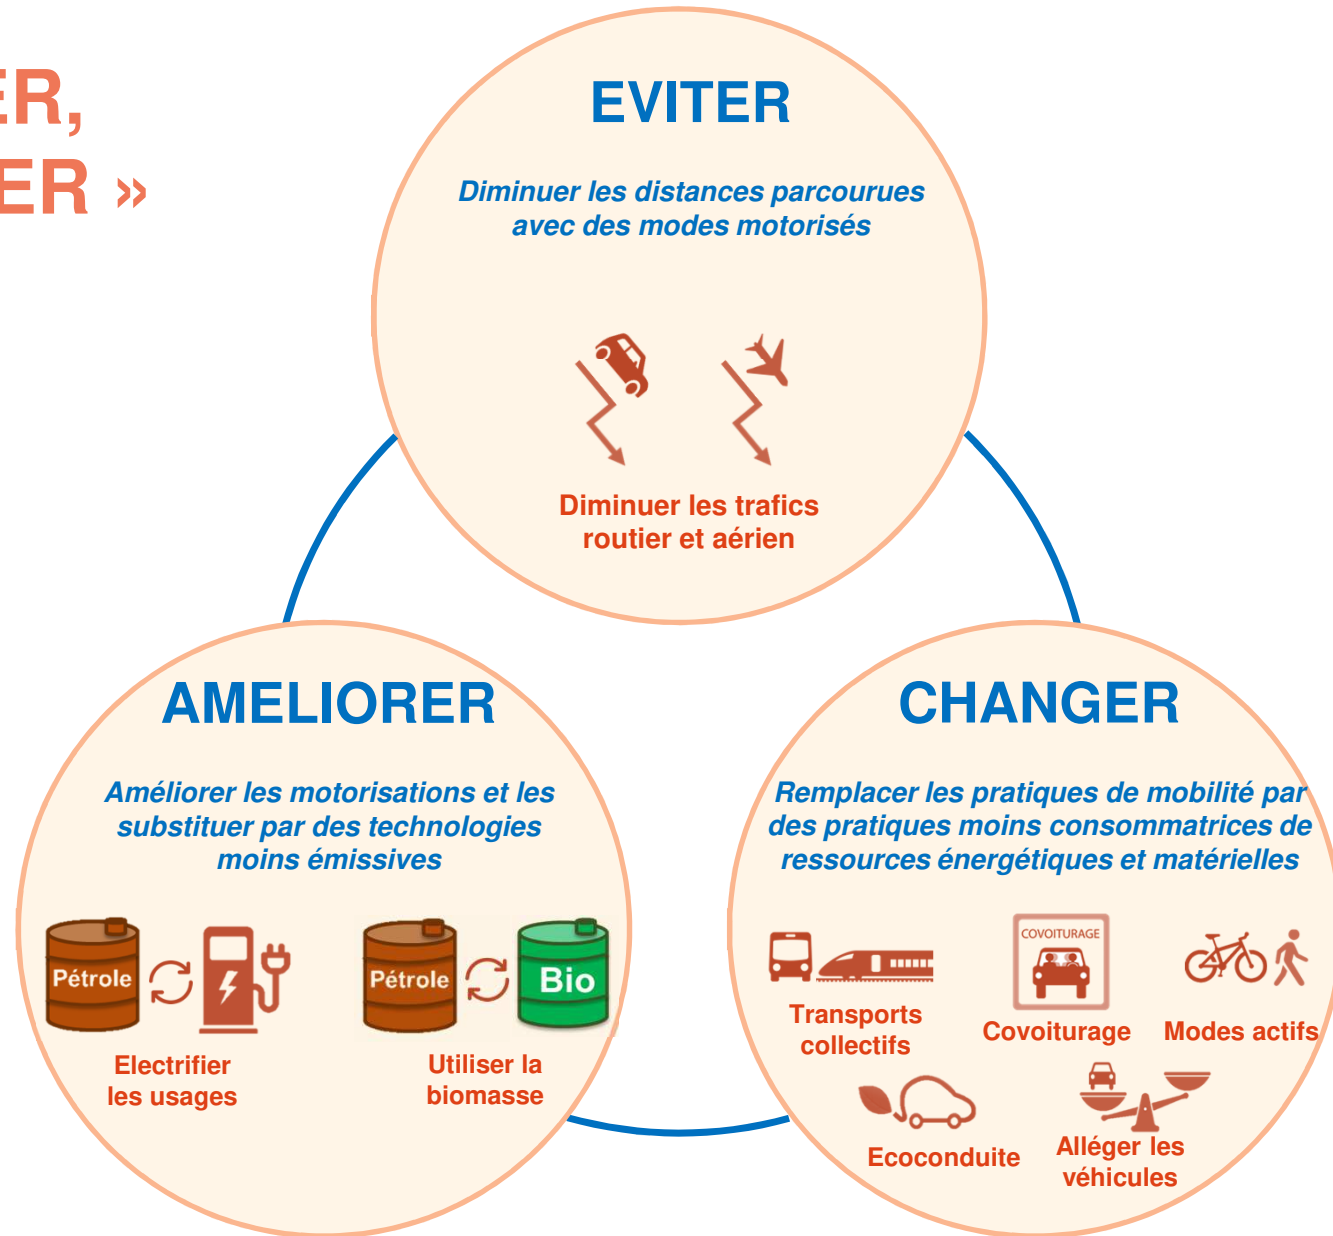 ER,
ER »
EVITER
Diminuer les distances parcourues
avec des modes motorisés
Diminuer les trafics
routier et aérien
AMELIORER
Améliorer les motorisations et les
substituer par des technologies
moins émissives
Pétrole
Pétrole
Bio
Electrifier
les usages
Utiliser la
biomasse
CHANGER
Remplacer les pratiques de mobilité par
des pratiques moins consommatrices de
ressources énergétiques et matérielles
COVOITURAGE
Transports
collectifs
Covoiturage
Modes actifs
Ecoconduite
Alléger les
véhicules